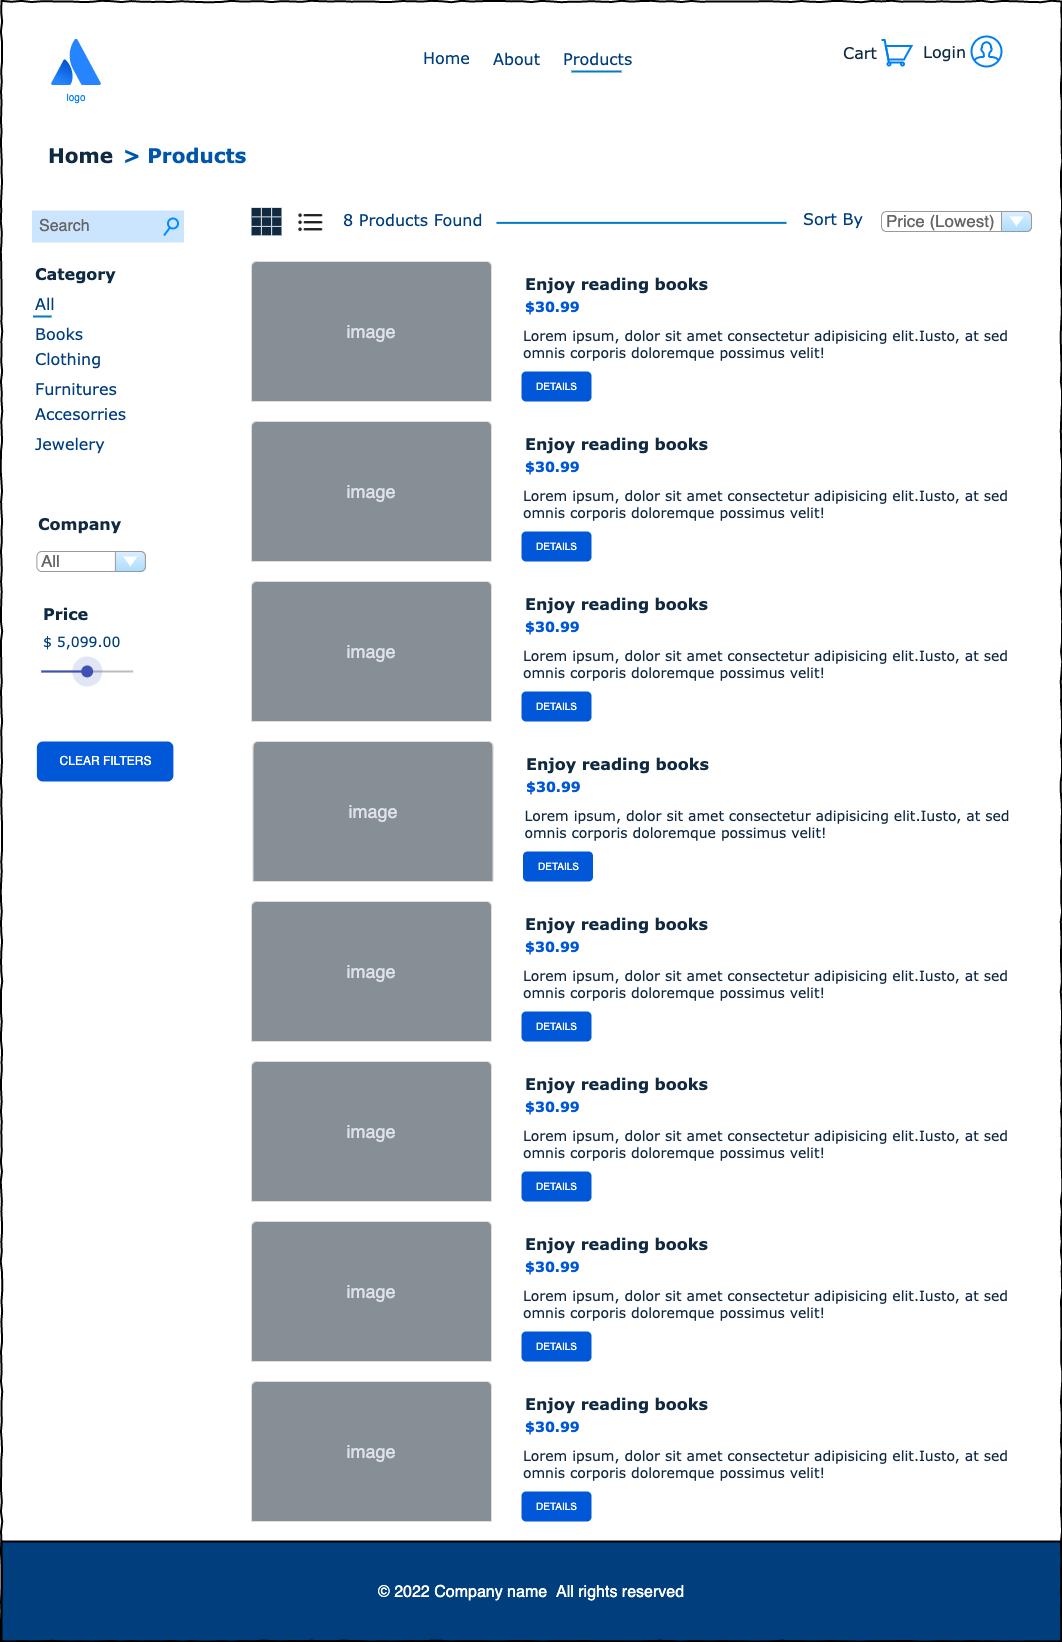 logo
Home About Products
Cart Login
Home > Products
Search
Category
All
Books
Clothing
Furnitures
Accesorries
Jewelery
Company
All
Price
$ 5,099.00
CLEAR FILTERS
8 Products Found
Sort By Price (Lowest)
image
Enjoy reading books
$30.99
Lorem ipsum, dolor sit amet consectetur adipisicing elit.Iusto, at sed
omnis corporis doloremque possimus velit!
DETAILS
image
Enjoy reading books
$30.99
Lorem ipsum, dolor sit amet consectetur adipisicing elit.Iusto, at sed
omnis corporis doloremque possimus velit!
DETAILS
image
Enjoy reading books
$30.99
Lorem ipsum, dolor sit amet consectetur adipisicing elit.Iusto, at sed
omnis corporis doloremque possimus velit!
DETAILS
image
Enjoy reading books
$30.99
Lorem ipsum, dolor sit amet consectetur adipisicing elit.Iusto, at sed
omnis corporis doloremque possimus velit!
DETAILS
image
Enjoy reading books
$30.99
Lorem ipsum, dolor sit amet consectetur adipisicing elit.Iusto, at sed
omnis corporis doloremque possimus velit!
DETAILS
image
Enjoy reading books
$30.99
Lorem ipsum, dolor sit amet consectetur adipisicing elit.Iusto, at sed
omnis corporis doloremque possimus velit!
DETAILS
image
Enjoy reading books
$30.99
Lorem ipsum, dolor sit amet consectetur adipisicing elit.Iusto, at sed
omnis corporis doloremque possimus velit!
DETAILS
image
Enjoy reading books
$30.99
Lorem ipsum, dolor sit amet consectetur adipisicing elit.Iusto, at sed
omnis corporis doloremque possimus velit!
DETAILS
© 2022 Company name All rights reserved